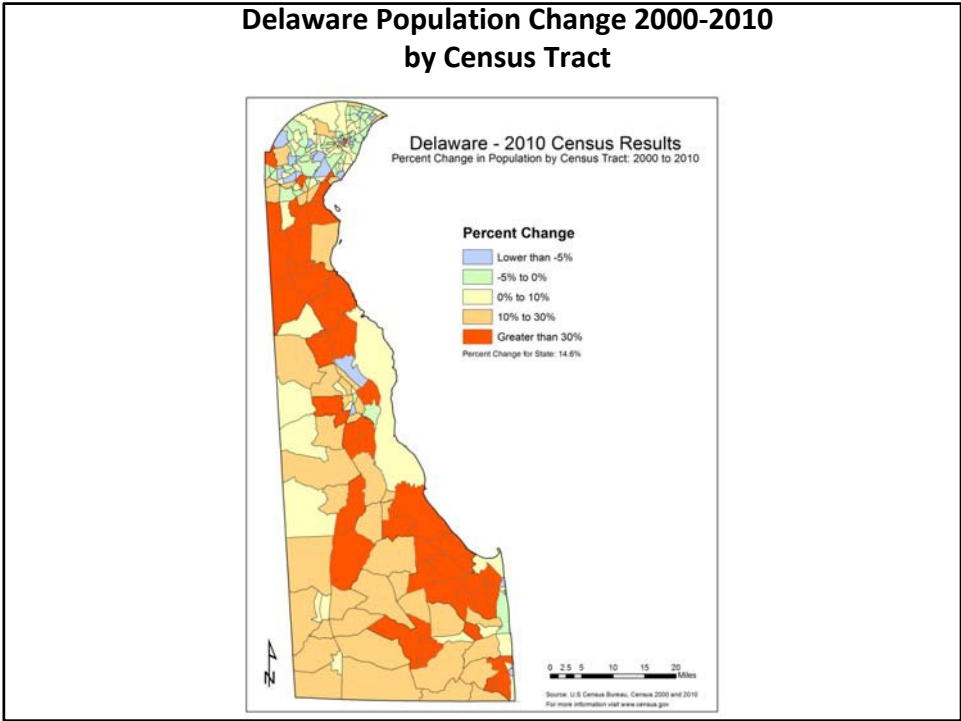 Delaware Population Change 2000-2010
by Census Tract
Delaware - 2010 Census Results
Percent Change in Population by Census Tract: 2000 to 2010
Percent Change
Lower than -5%
-5% to 0%
0% to 10%
10% to 30%
Greater than 30%
Percent Change for State: 14.6%
N
0 2.5 5 10 15 20
Miles
Source: U.S Census Bureau, Census 2000 and 2010
For more information visit www.census.gov